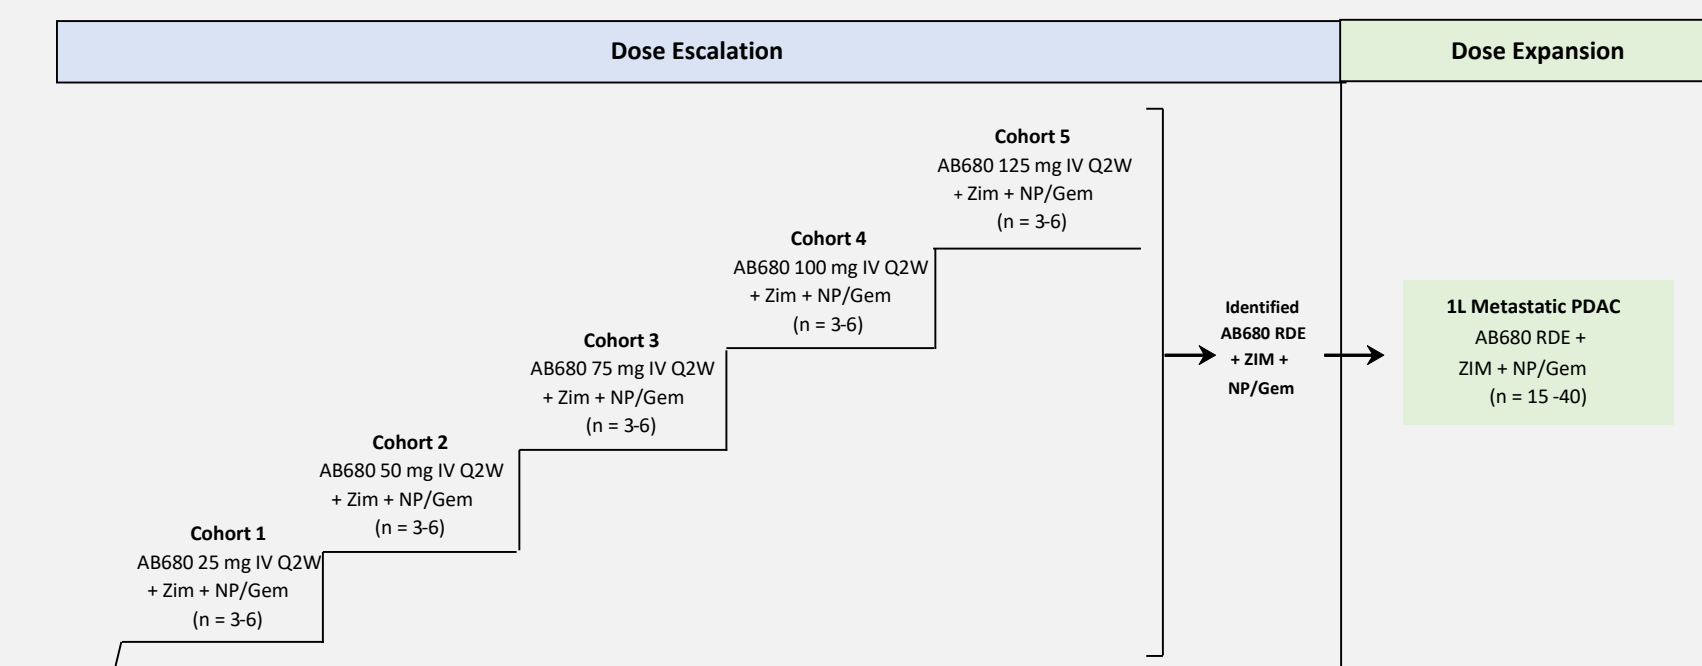 Dose Escalation
Dose Expansion
Cohort 5
AB680 125 mg IV Q2W
+ Zim + NP/Gem
(n = 3-6)
Cohort 4
AB680 100 mg IV Q2W
+ Zim + NP/Gem
(n = 3-6)
Cohort 3
AB680 75 mg IV Q2W
+ Zim + NP/Gem
(n = 3-6)
Cohort 2
AB680 50 mg IV Q2W
+ Zim + NP/Gem
(n = 3-6)
Cohort 1
AB680 25 mg IV Q2W
+ Zim + NP/Gem
(n = 3-6)
Identified
AB680 RDE
+ ZIM +
NP/Gem
1L Metastatic PDAC
AB680 RDE +
ZIM + NP/Gem
(n = 15 -40)